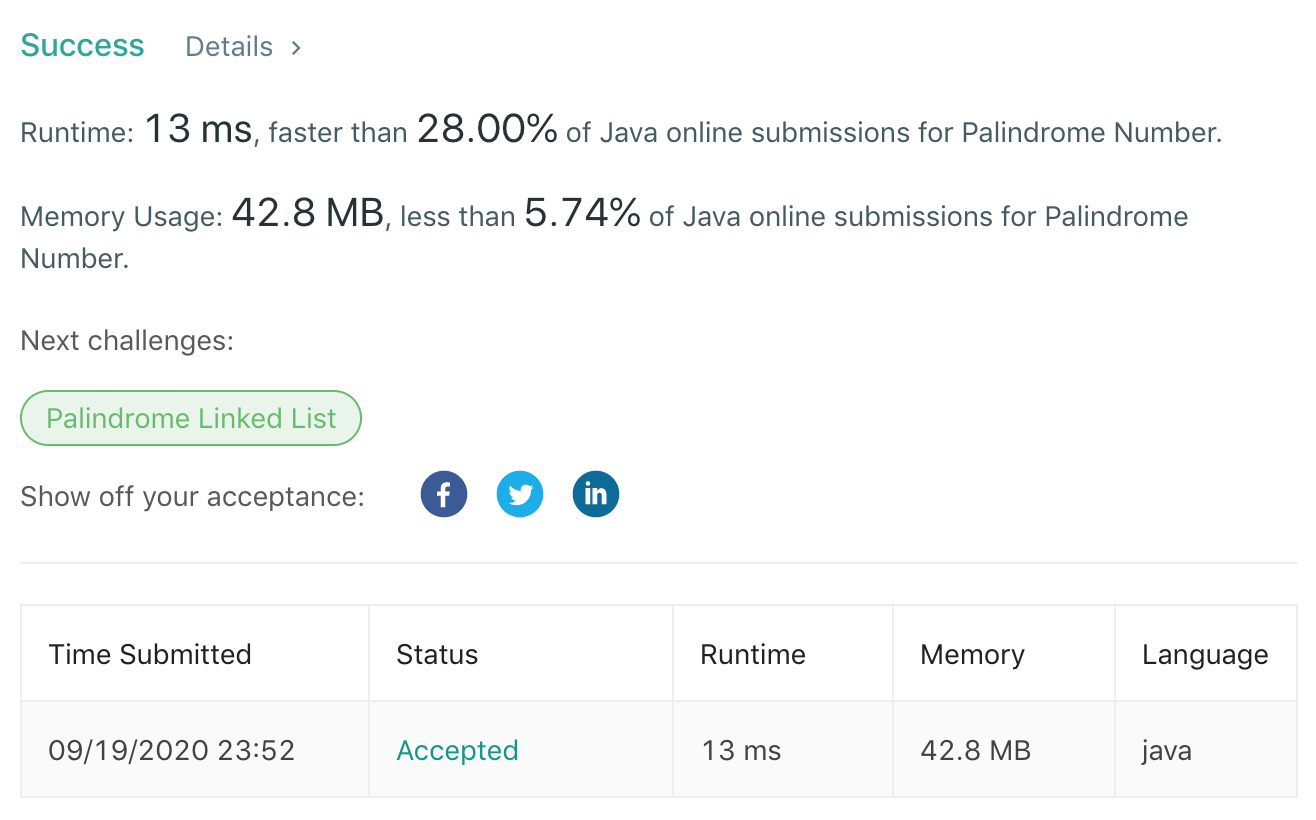 Success Details >
Runtime: 13 ms, faster than 28.00% of Java online submissions for Palindrome Number.
Memory Usage: 42.8 MB, less than 5.74% of Java online submissions for Palindrome
Number.
Next challenges:
Palindrome Linked List
Show off your acceptance: f in
Time Submitted Status Runtime Memory Language
09/19/2020 23:52 Accepted 13 ms 42.8 MB java